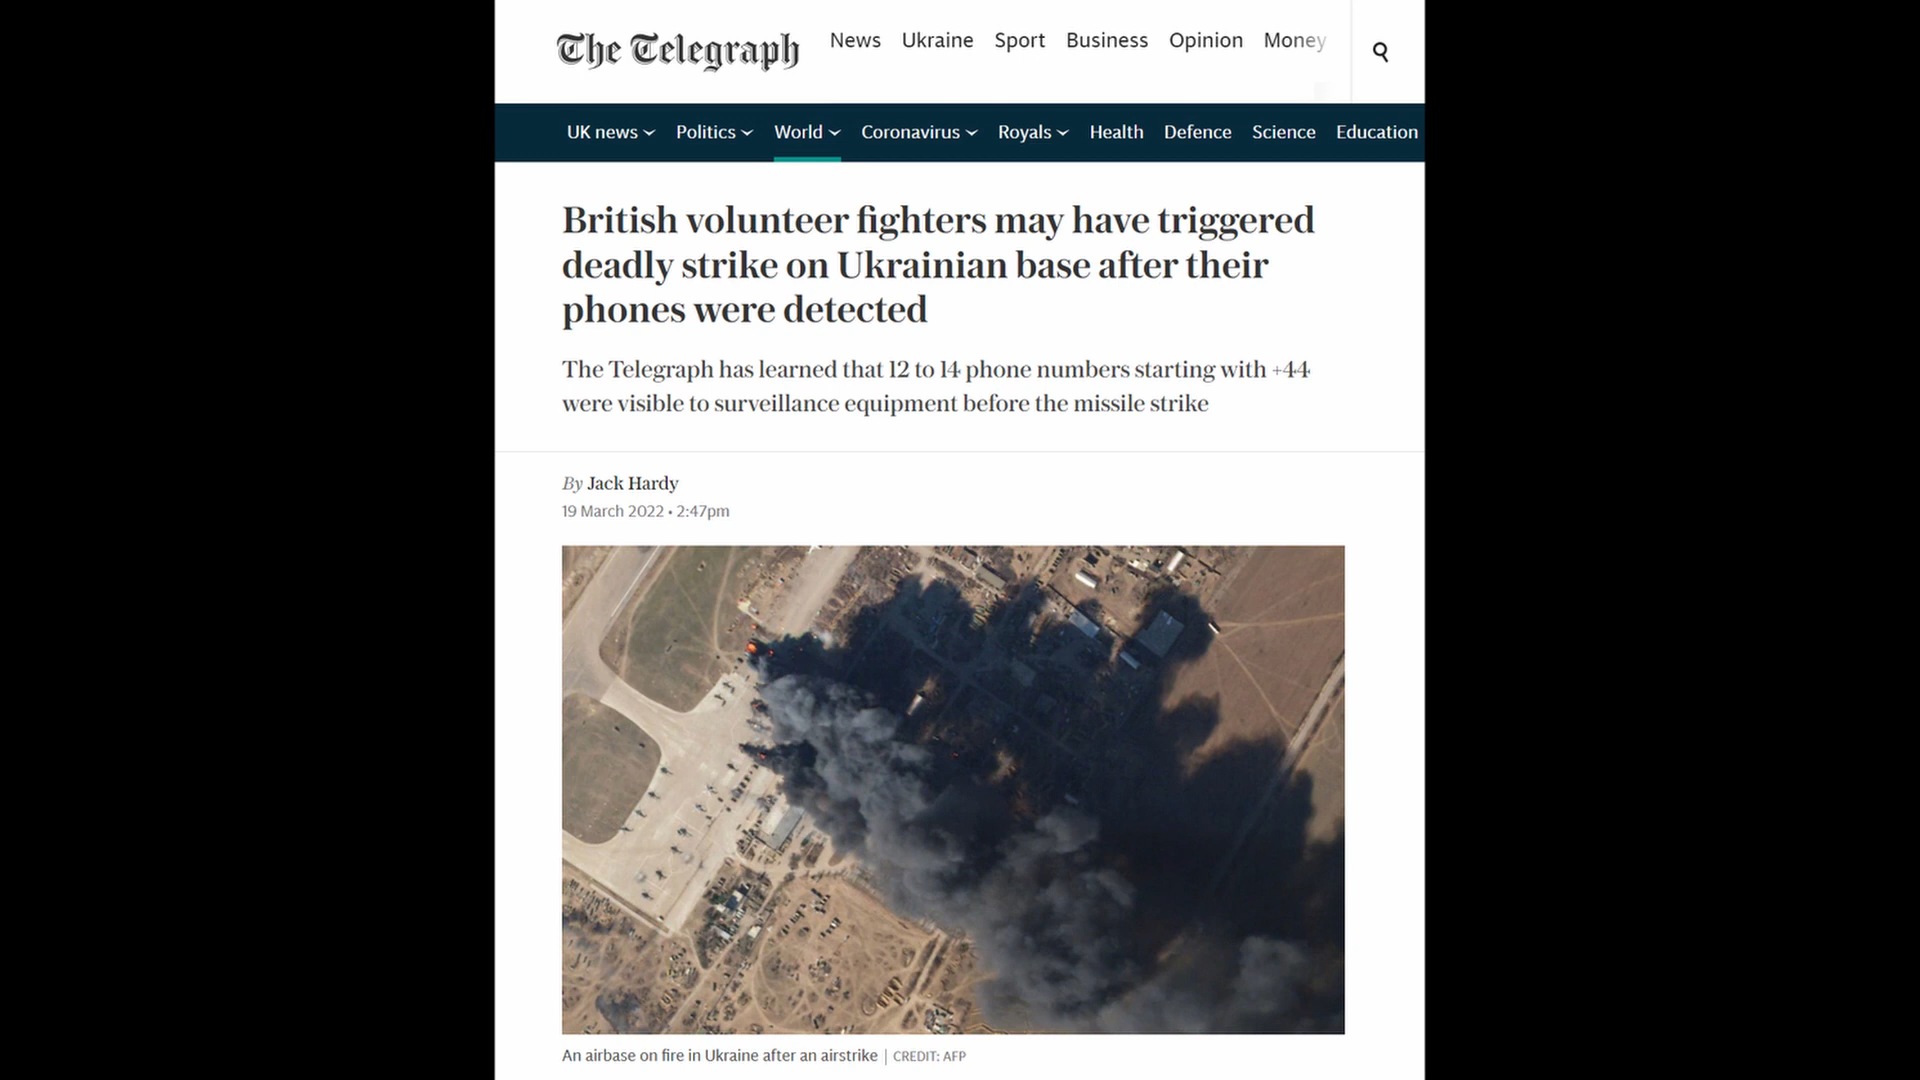 The Telegraph
News Ukraine Sport Business Opinion Money
UK news Politics World Coronavirus Royals Health Defence Science Education
British volunteer fighters may have triggered
deadly strike on Ukrainian base after their
phones were detected
The Telegraph has learned that 12 to 14 phone numbers starting with +44
were visible to surveillance equipment before the missile strike
By Jack Hardy
19 March 2022 • 2:47pm
An airbase on fire in Ukraine after an airstrike | CREDIT: AFP